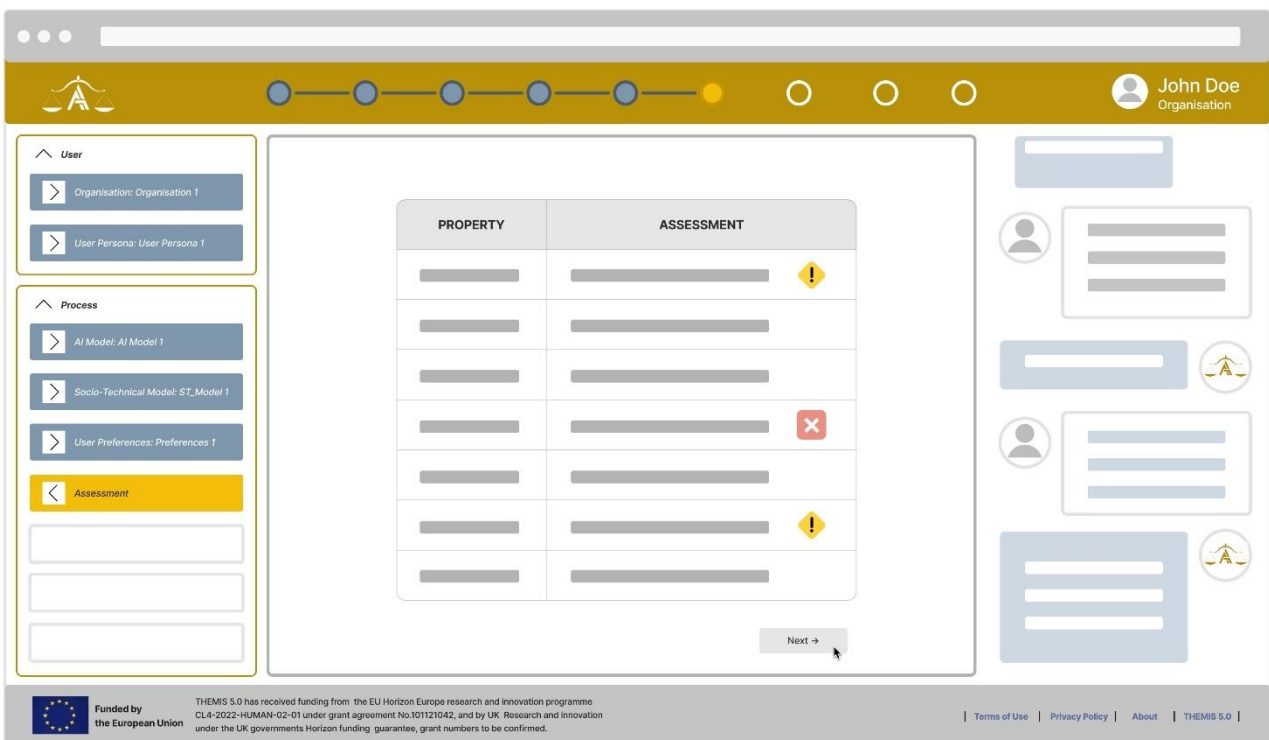 John Doe
Organisation
User
Organisation: Organisation 1
User Persona: User Persona 1
Process
AI Model: AI Model 1
Socio-Technical Model: ST_Model 1
User Preferences: Preferences 1
Assessment
PROPERTY ASSESSMENT
Next →
Funded by
the European Union
THEMIS 5.0 has received funding from the EU Horizon Europe research and innovation programme
CL4-2022-HUMAN-02-01 under grant agreement No.101121042, and by UK Research and innovation
under the UK governments Horizon funding guarantee, grant numbers to be confirmed.
| Terms of Use | Privacy Policy | About | THEMIS 5.0 |